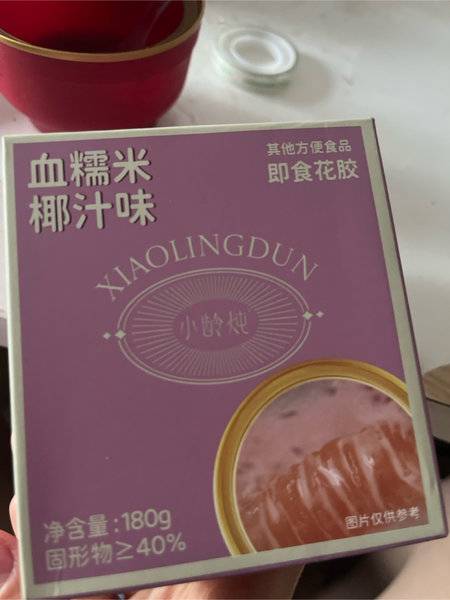 血糯米
椰汁味
其他方便食品
即食花胶
XIAOLINGDUN
小龄炖
净含量:180g
固形物≥40%
图片仅供参考